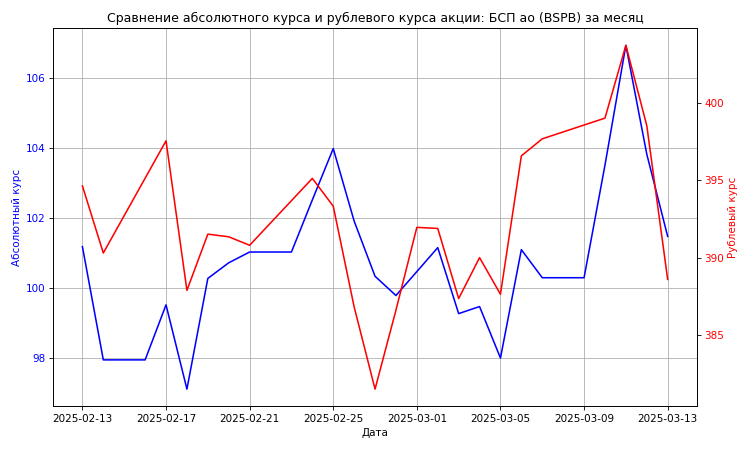 Сравнение абсолютного курса и рублевого курса акции: БСП ао (BSPB) за месяц
Абсолютный курс
106
104
102
100
98
400
395
390
385
Рублевый курс
2025-02-13 2025-02-17 2025-02-21 2025-02-25 2025-03-01 2025-03-05 2025-03-09 2025-03-13
Дата